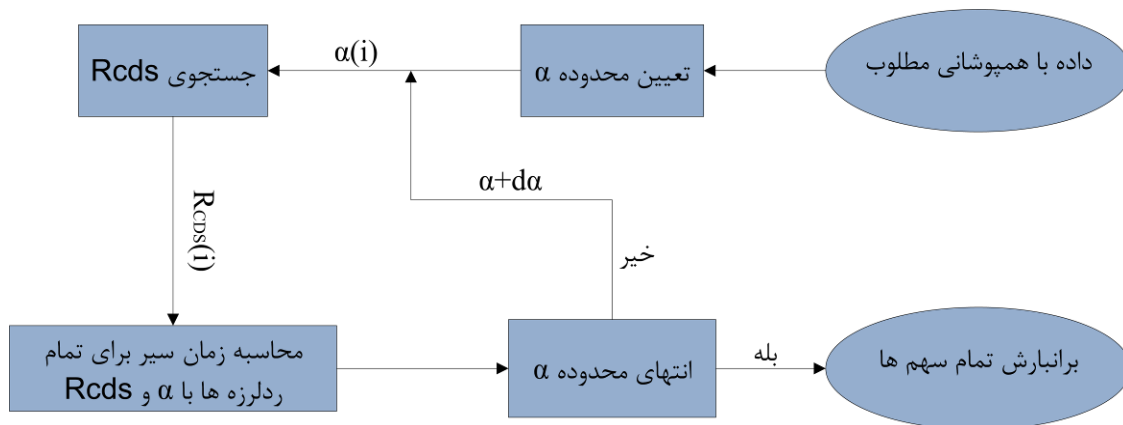 داده با همپوشانی مطلوب
تعیین محدوده α
α(i)
جستجوی Rcds
R_CDS(i)
محاسبه زمان سیر برای تمام
ردلرزه ها با α و Rcds
انتهای محدوده α
خیر
α+dα
بله
برانبارش تمام سهم ها